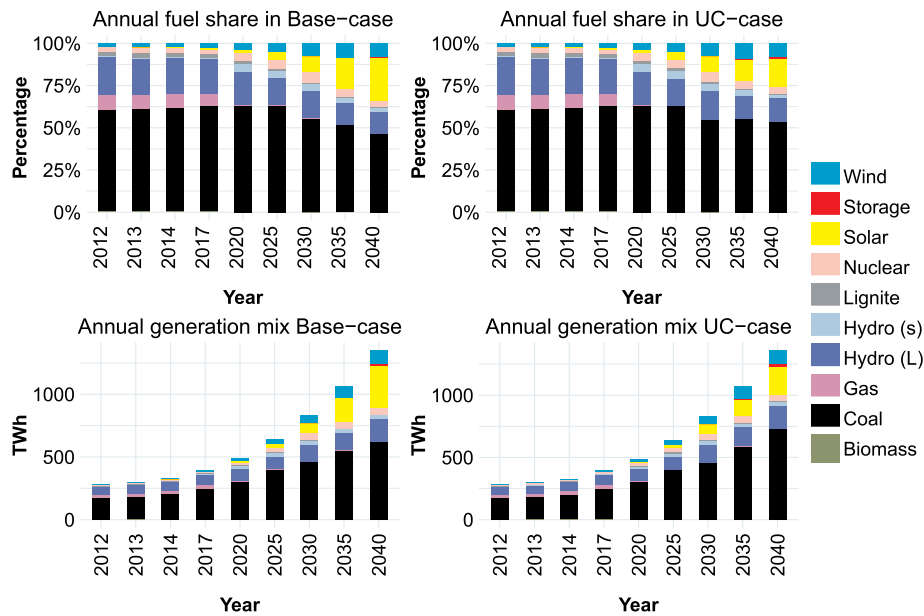 Annual fuel share in Base−case
100%
75%
50%
25%
0%
Percentage
2012
2013
2014
2017
2020
2025
2030
2035
2040
Year
Annual fuel share in UC−case
100%
75%
50%
25%
0%
Percentage
2012
2013
2014
2017
2020
2025
2030
2035
2040
Year
Annual generation mix Base−case
1000
500
0
TWh
2012
2013
2014
2017
2020
2025
2030
2035
2040
Year
Annual generation mix UC−case
1000
500
0
TWh
2012
2013
2014
2017
2020
2025
2030
2035
2040
Year
Wind
Storage
Solar
Nuclear
Lignite
Hydro (s)
Hydro (L)
Gas
Coal
Biomass